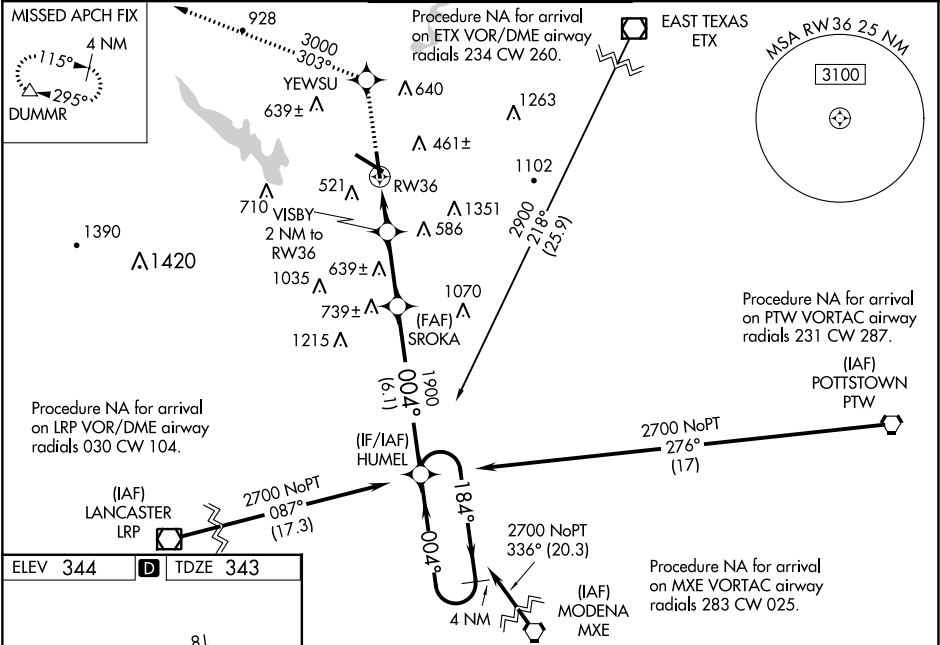 MISSED APCH FIX
4 NM
115°
295°
DUMMR
928
3000
303°
YEWSU
639±
640
Procedure NA for arrival
on ETX VOR/DME airway
radials 234 CW 260.
EAST TEXAS
ETX
MSA RW36 25 NM
3100
1263
461±
1102
521
RW36
710
VISBY
2 NM to
RW36
1351
586
2900
218°
(25.9)
1390
1420
1035
639±
739±
1070
(FAF)
SROKA
1215
Procedure NA for arrival
on PTW VORTAC airway
radials 231 CW 287.
(IAF)
POTTSTOWN
PTW
1900
004°
(6.1)
Procedure NA for arrival
on LRP VOR/DME airway
radials 030 CW 104.
(IF/IAF)
HUMEL
2700 NoPT
276°
(17)
(IAF)
LANCASTER
LRP
2700 NoPT
087°
(17.3)
184°
004°
2700 NoPT
336° (20.3)
4 NM
(IAF)
MODENA
MXE
Procedure NA for arrival
on MXE VORTAC airway
radials 283 CW 025.
ELEV 344
D
TDZE 343